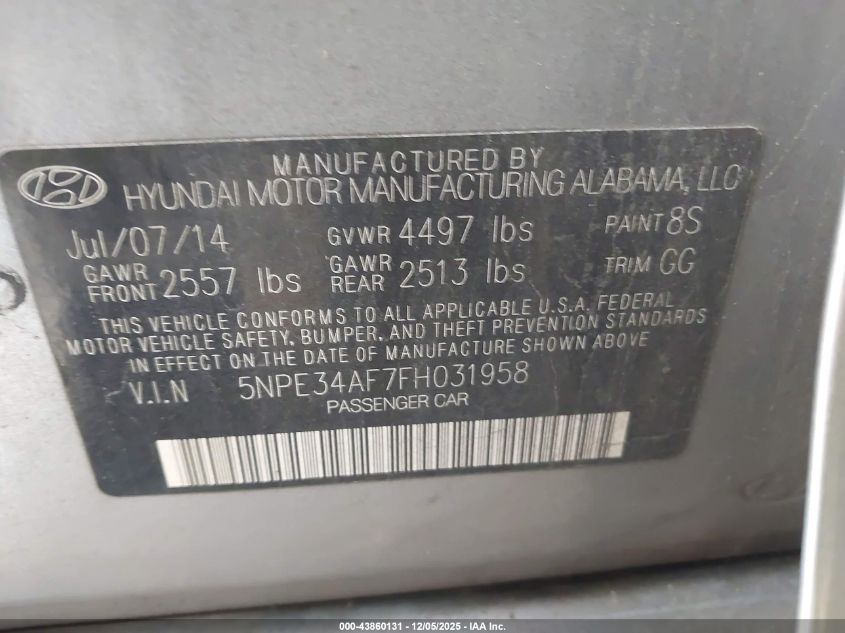 MANUFACTURED BY
HYUNDAI MOTOR MANUFACTURING ALABAMA, LLC
Jul/07/14 GVWR 4497 lbs PAINT 8S
GAWR FRONT 2557 lbs GAWR REAR 2513 lbs TRIM GG
THIS VEHICLE CONFORMS TO ALL APPLICABLE U.S.A. FEDERAL
MOTOR VEHICLE SAFETY, BUMPER, AND THEFT PREVENTION STANDARDS
IN EFFECT ON THE DATE OF MANUFACTURE SHOWN ABOVE
V.I.N 5NPE34AF7FH031958
PASSENGER CAR
000-43860131 - 12/05/2025 - IAA Inc.